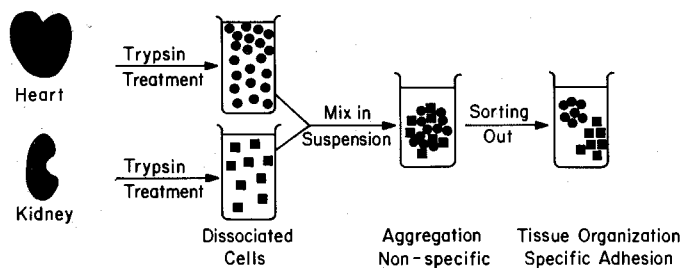 Heart
Trypsin
Treatment
Kidney
Trypsin
Treatment
Dissociated
Cells
Mix in
Suspension
Aggregation
Non-specific
Sorting
Out
Tissue Organization
Specific Adhesion